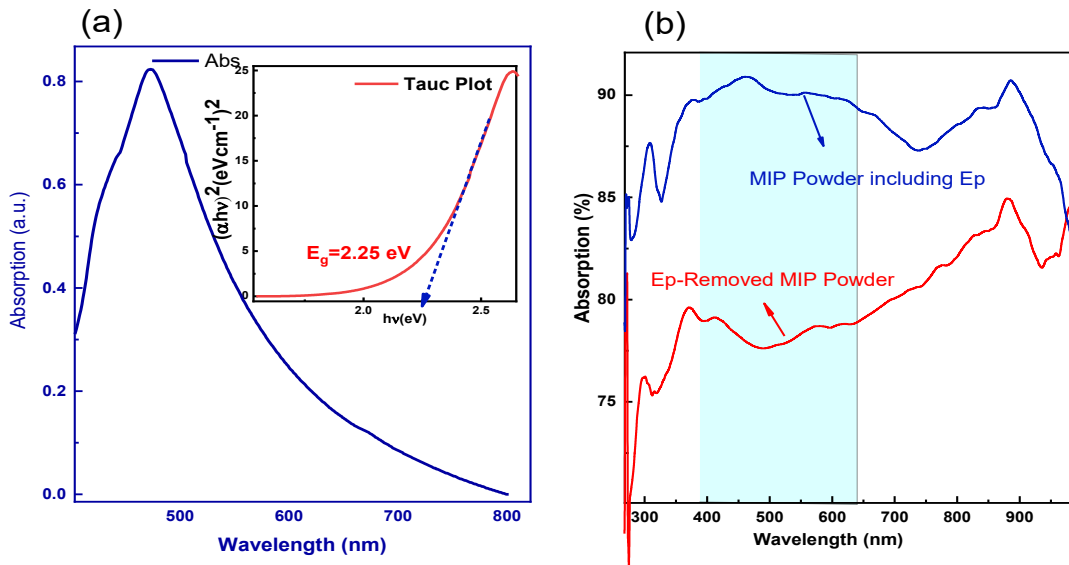 (a)
Abs
Tauc Plot
E_g=2.25 eV
(αhν)^2(eVcm-1)^2
0
5
10
15
20
25
2.0
2.5
hν(eV)
Absorption (a.u.)
0.0
0.2
0.4
0.6
0.8
500
600
700
800
Wavelength (nm)
(b)
MIP Powder including Ep
Ep-Removed MIP Powder
Absorption (%)
75
80
85
90
300
400
500
600
700
800
900
Wavelength (nm)